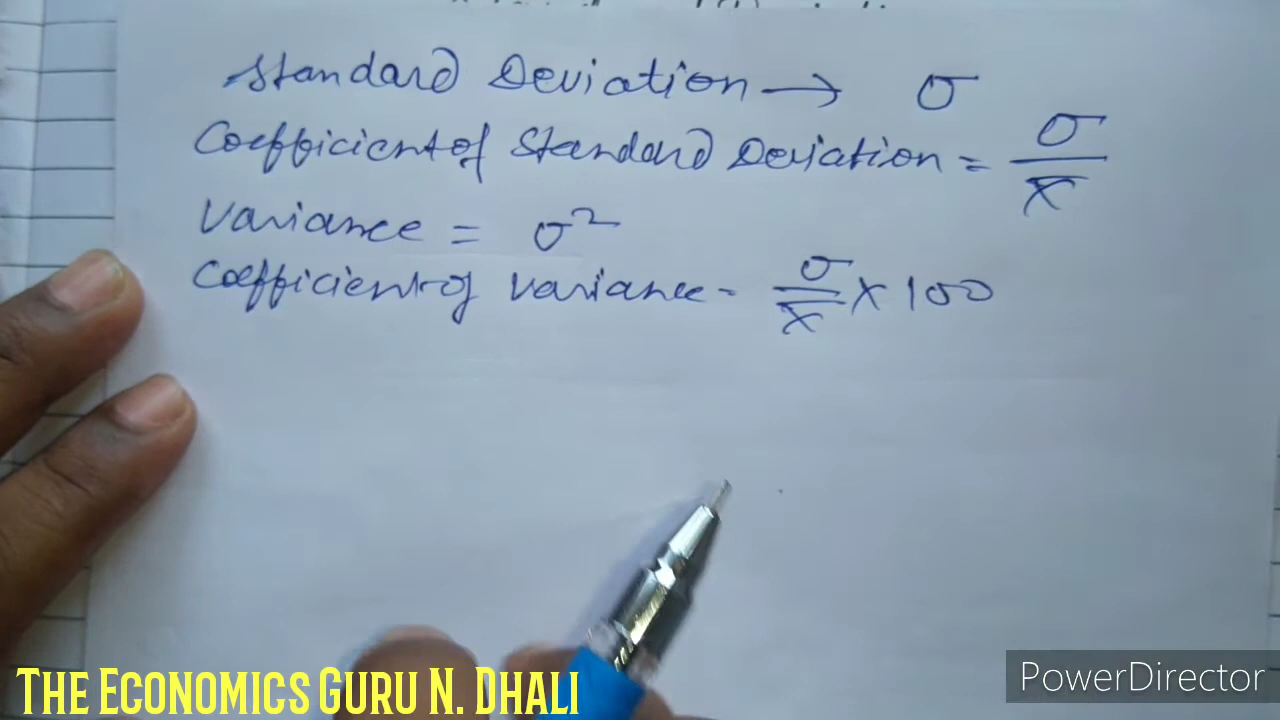 Standard Deviation → σ
Coefficient of Standard Deviation = σ / x̅
Variance = σ²
Coefficient of Variance = σ / x̅ × 100
THE ECONOMICS GURU N. DHALI
PowerDirector